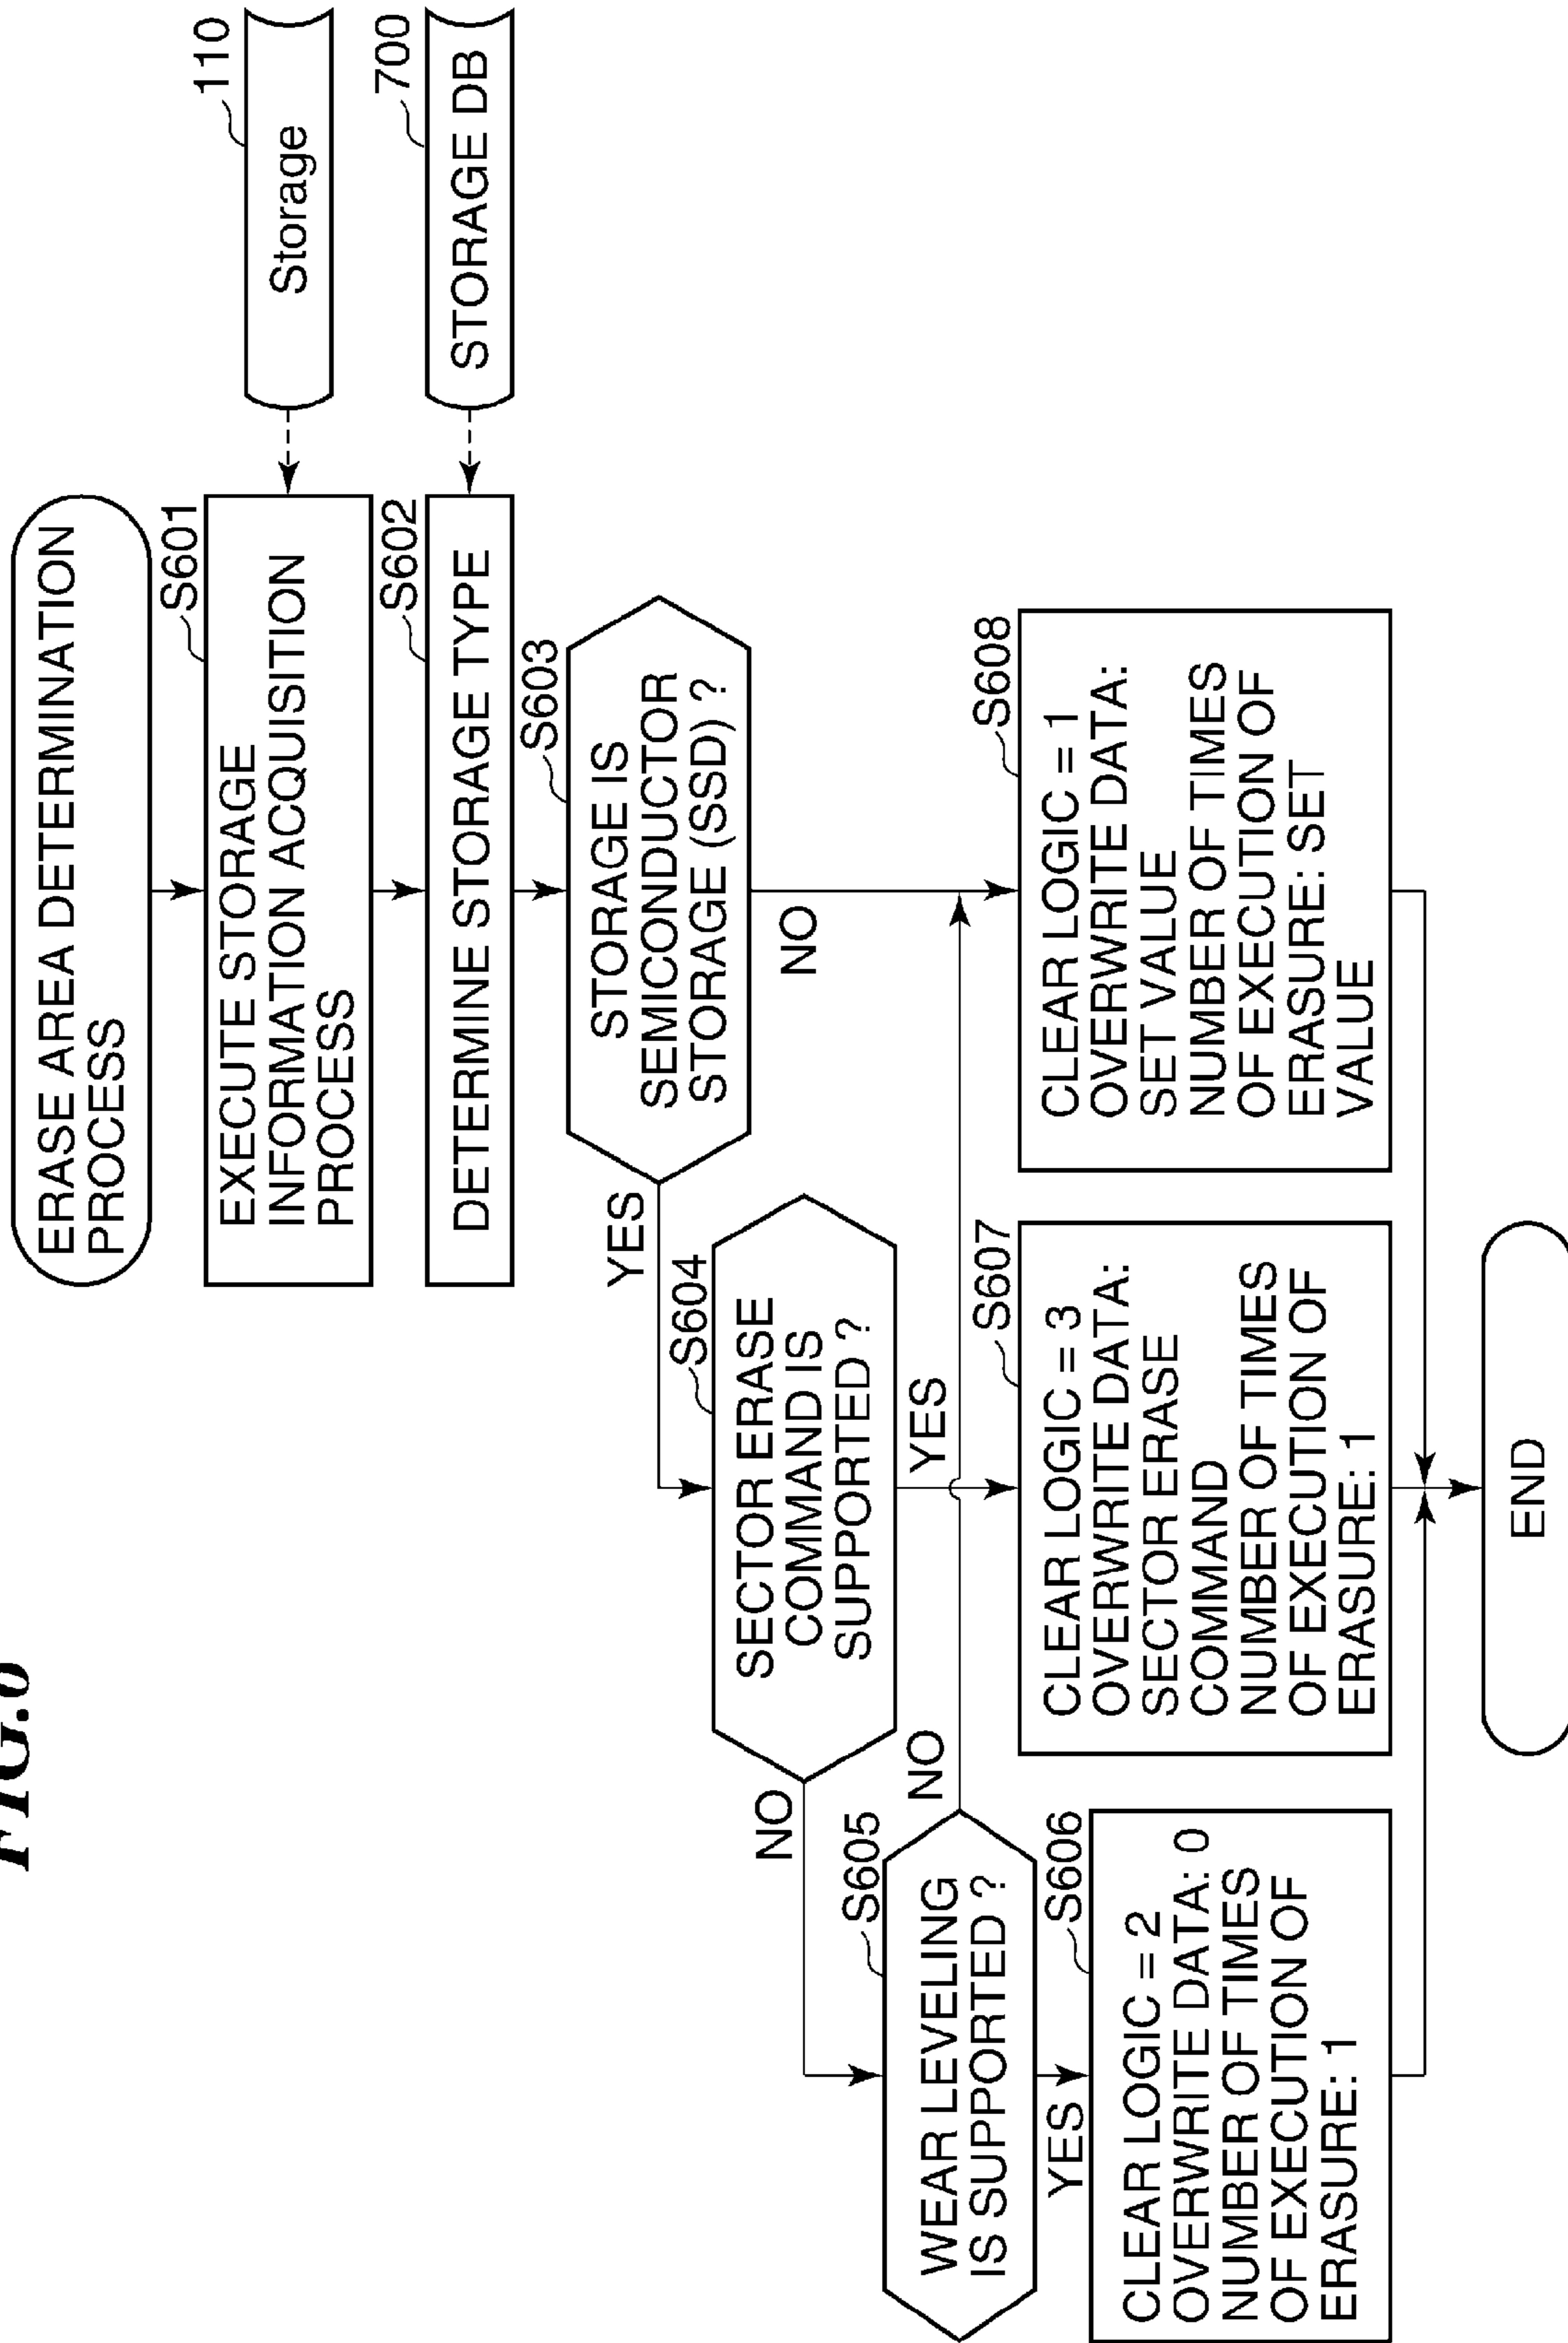 FIG.6
ERASE AREA DETERMINATION
PROCESS
S601
EXECUTE STORAGE
INFORMATION ACQUISITION
PROCESS
110
Storage
S602
DETERMINE STORAGE TYPE
700
STORAGE DB
S603
STORAGE IS
SEMICONDUCTOR
STORAGE (SSD) ?
YES
NO
S604
SECTOR ERASE
COMMAND IS
SUPPORTED ?
NO
YES
S605
WEAR LEVELING
IS SUPPORTED ?
NO
YES
S606
CLEAR LOGIC = 2
OVERWRITE DATA: 0
NUMBER OF TIMES
OF EXECUTION OF
ERASURE: 1
S607
CLEAR LOGIC = 3
OVERWRITE DATA:
SECTOR ERASE
COMMAND
NUMBER OF TIMES
OF EXECUTION OF
ERASURE: 1
S608
CLEAR LOGIC = 1
OVERWRITE DATA:
SET VALUE
NUMBER OF TIMES
OF EXECUTION OF
ERASURE: SET
VALUE
END